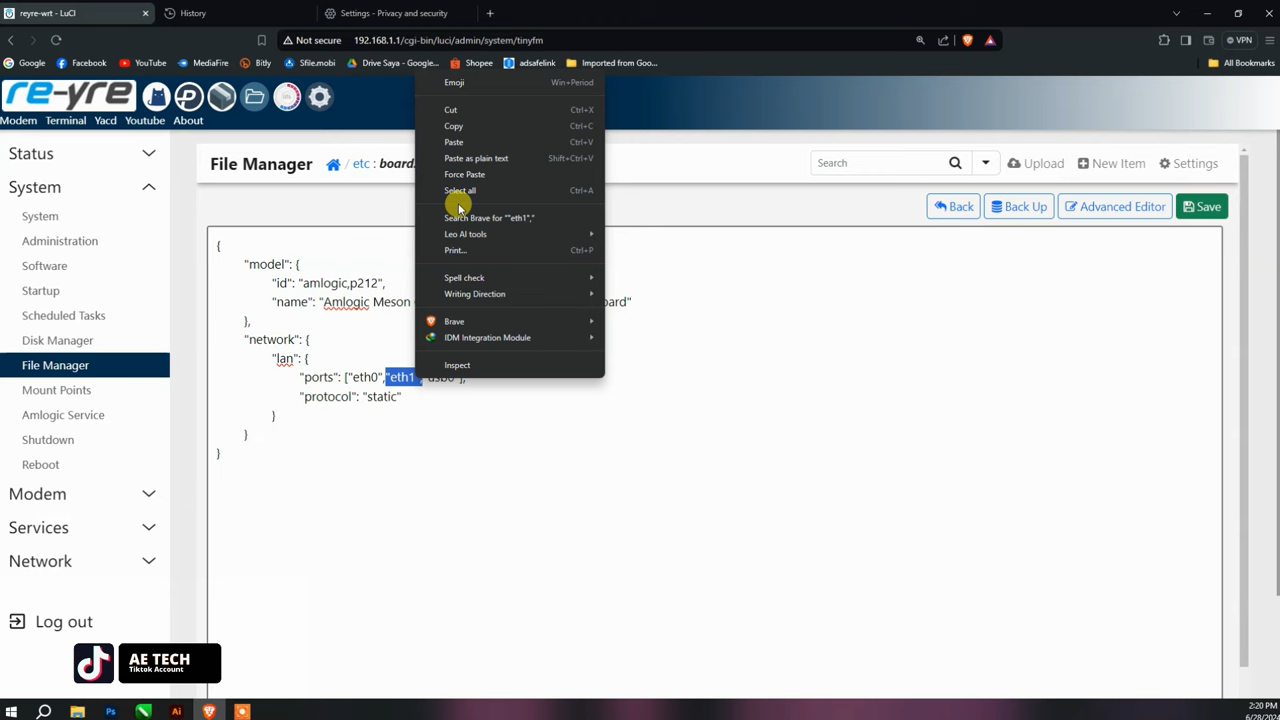 reyre-wrt - LuCI
History
Settings - Privacy and security
Not secure
192.168.1.1/cgi-bin/luci/admin/system/tinyfm
VPN
Google
Facebook
YouTube
MediaFire
Bitly
Sfile.mobi
Drive Saya - Google...
Shopee
adsafelink
Imported from Goo...
All Bookmarks
re-yre
Modem
Terminal
Yacd
Youtube
About
Status
System
System
Administration
Software
Startup
Scheduled Tasks
Disk Manager
File Manager
Mount Points
Amlogic Service
Shutdown
Reboot
Modem
Services
Network
Log out
File Manager
etc : board.
Search
Upload
New Item
Settings
Back
Back Up
Advanced Editor
Save
{
"model": {
"id": "amlogic,p212",
"name": "Amlogic Meson
ard"
},
"network": {
"lan": {
"ports": ["eth0","eth1","usb0"],
"protocol": "static"
}
}
}
Emoji Win+Period
Cut Ctrl+X
Copy Ctrl+C
Paste Ctrl+V
Paste as plain text Shift+Ctrl+V
Force Paste
Select all Ctrl+A
Search Brave for ""eth1","
Leo AI tools
Print... Ctrl+P
Spell check
Writing Direction
Brave
IDM Integration Module
Inspect
AE TECH
Tiktok Account
2:20 PM